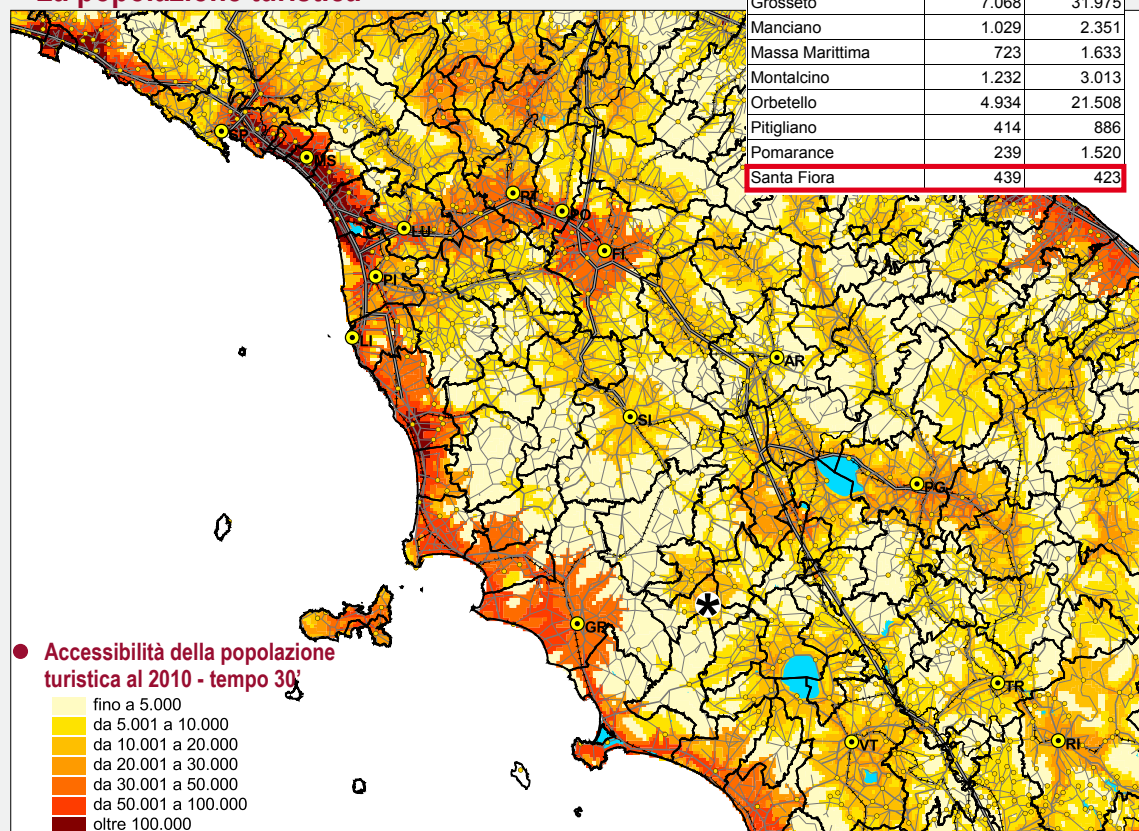 La popolazione turistica
Grosseto 7.068 31.975
Manciano 1.029 2.351
Massa Marittima 723 1.633
Montalcino 1.232 3.013
Orbetello 4.934 21.508
Pitigliano 414 886
Pomarance 239 1.520
Santa Fiora 439 423
SP
MS
PT
PO
LU
FI
PI
LI
AR
SI
PG
*
GR
TR
VT
RI
● Accessibilità della popolazione
turistica al 2010 - tempo 30'
fino a 5.000
da 5.001 a 10.000
da 10.001 a 20.000
da 20.001 a 30.000
da 30.001 a 50.000
da 50.001 a 100.000
oltre 100.000